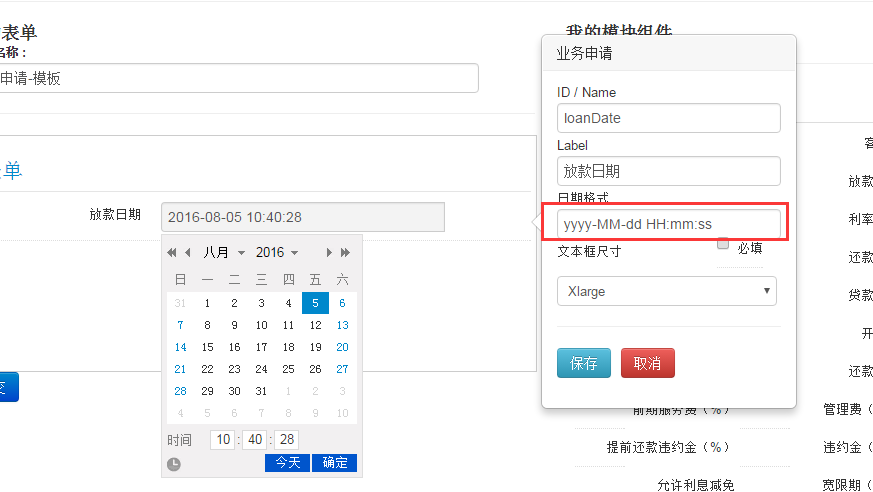 表单
名称：
申请-模板
单
放款日期
2016-08-05 10:40:28
八月 2016
日 一 二 三 四 五 六
31 1 2 3 4 5 6
7 8 9 10 11 12 13
14 15 16 17 18 19 20
21 22 23 24 25 26 27
28 29 30 31 1 2 3
4 5 6 7 8 9 10
时间 10 : 40 : 28
今天 确定
交
我的模块组件
业务申请
ID / Name
loanDate
Label
放款日期
日期格式
yyyy-MM-dd HH:mm:ss
文本框尺寸
必填
Xlarge
保存 取消
放款
利率
还款
贷款
开
还款
前期服务费（%） 管理费（
提前还款违约金（%） 违约金（
允许利息减免 宽限期（